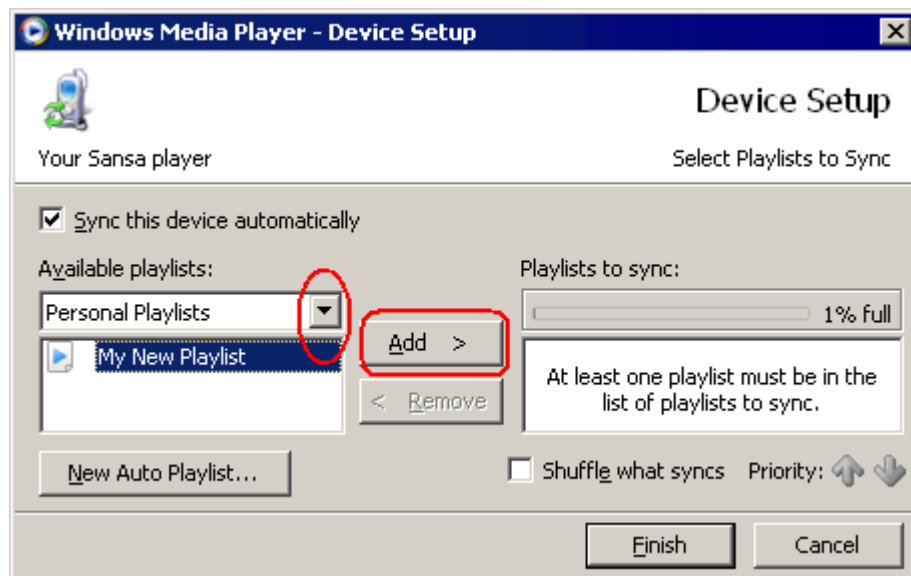 Windows Media Player - Device Setup
Device Setup
Your Sansa player
Select Playlists to Sync
Sync this device automatically
Available playlists:
Playlists to sync:
Personal Playlists
1% full
My New Playlist
Add >
< Remove
At least one playlist must be in the
list of playlists to sync.
New Auto Playlist...
Shuffle what syncs
Priority:
Finish
Cancel